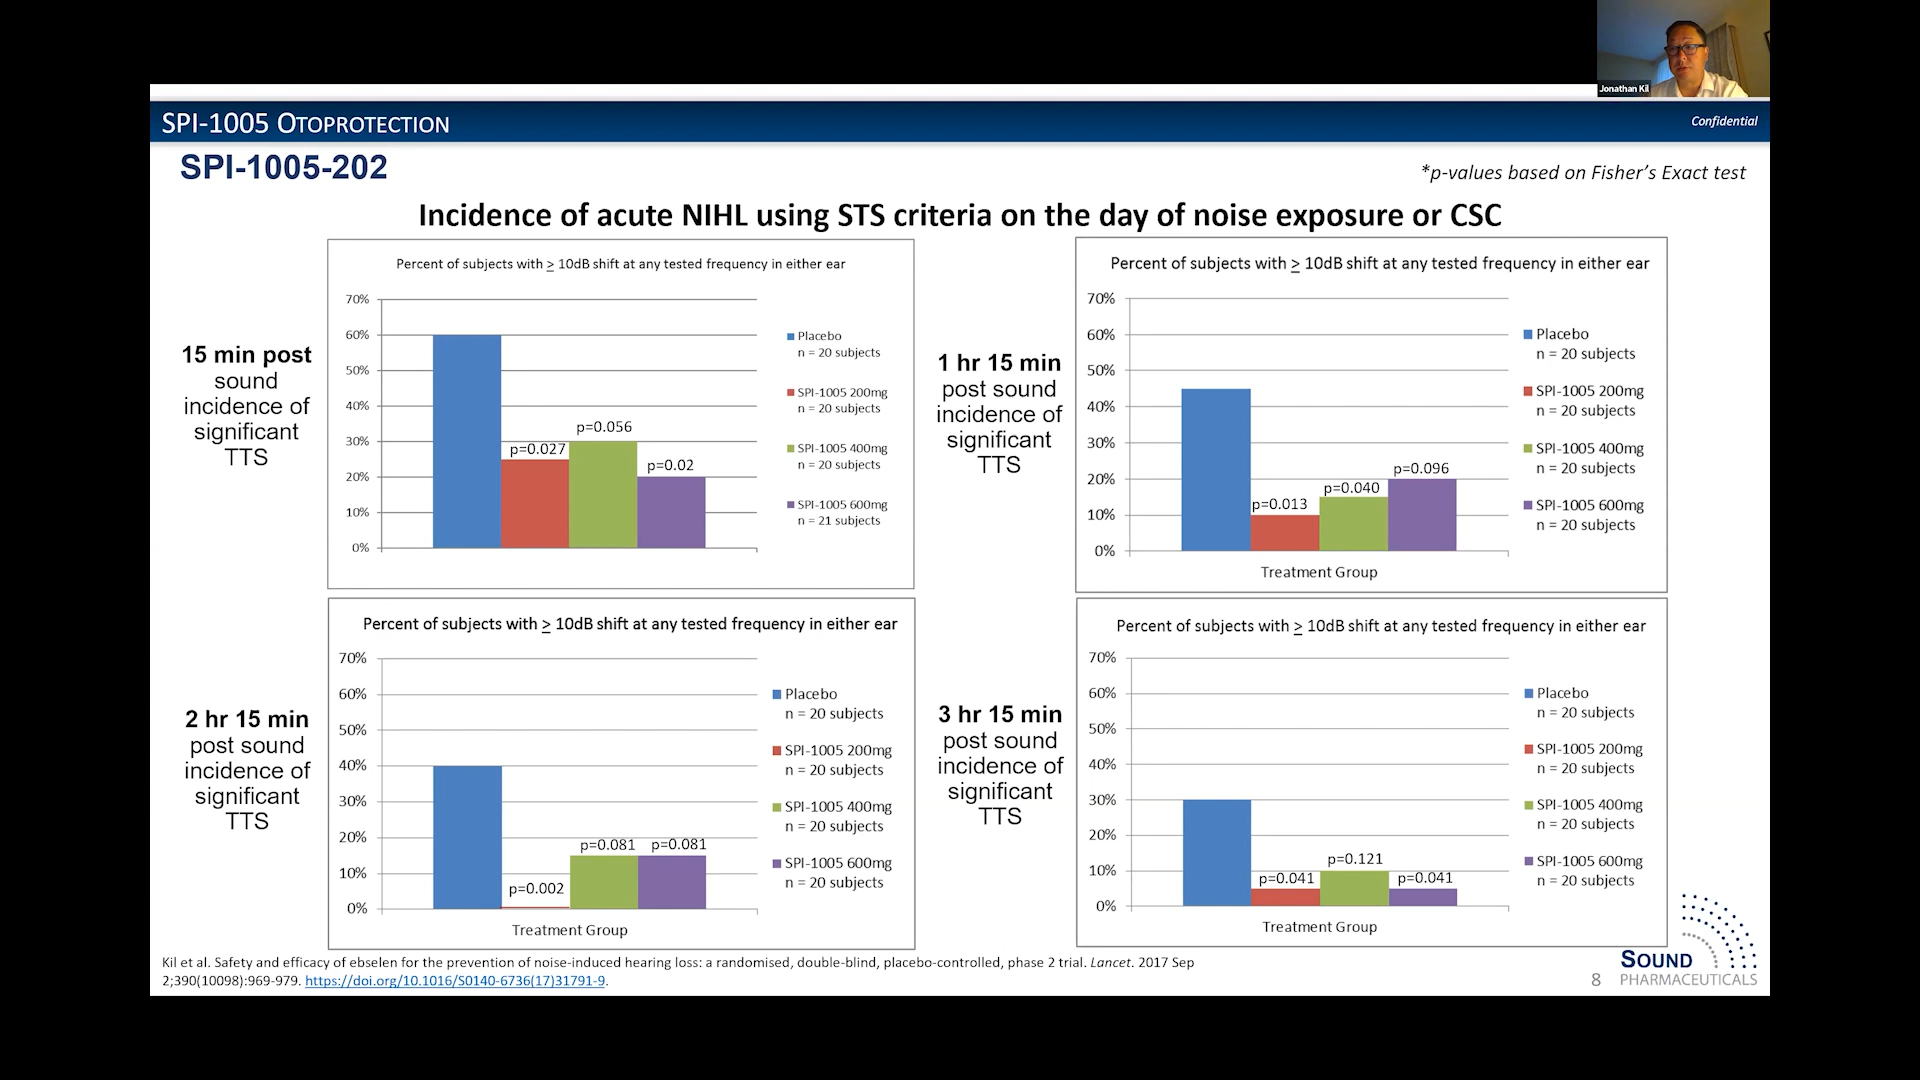 Jonathan Kil
SPI-1005 OTOPROTECTION
Confidential
SPI-1005-202
*p-values based on Fisher's Exact test
Incidence of acute NIHL using STS criteria on the day of noise exposure or CSC
15 min post
sound
incidence of
significant
TTS
Percent of subjects with ≥ 10dB shift at any tested frequency in either ear
70%
60%
50%
40%
30%
20%
10%
0%
p=0.027
p=0.056
p=0.02
Placebo
n = 20 subjects
SPI-1005 200mg
n = 20 subjects
SPI-1005 400mg
n = 20 subjects
SPI-1005 600mg
n = 21 subjects
1 hr 15 min
post sound
incidence of
significant
TTS
Percent of subjects with ≥ 10dB shift at any tested frequency in either ear
70%
60%
50%
40%
30%
20%
10%
0%
p=0.013
p=0.040
p=0.096
Treatment Group
Placebo
n = 20 subjects
SPI-1005 200mg
n = 20 subjects
SPI-1005 400mg
n = 20 subjects
SPI-1005 600mg
n = 20 subjects
2 hr 15 min
post sound
incidence of
significant
TTS
Percent of subjects with ≥ 10dB shift at any tested frequency in either ear
70%
60%
50%
40%
30%
20%
10%
0%
p=0.002
p=0.081
p=0.081
Treatment Group
Placebo
n = 20 subjects
SPI-1005 200mg
n = 20 subjects
SPI-1005 400mg
n = 20 subjects
SPI-1005 600mg
n = 20 subjects
3 hr 15 min
post sound
incidence of
significant
TTS
Percent of subjects with ≥ 10dB shift at any tested frequency in either ear
70%
60%
50%
40%
30%
20%
10%
0%
p=0.041
p=0.121
p=0.041
Treatment Group
Placebo
n = 20 subjects
SPI-1005 200mg
n = 20 subjects
SPI-1005 400mg
n = 20 subjects
SPI-1005 600mg
n = 20 subjects
Kil et al. Safety and efficacy of ebselen for the prevention of noise-induced hearing loss: a randomised, double-blind, placebo-controlled, phase 2 trial. Lancet. 2017 Sep
2;390(10098):969-979. https://doi.org/10.1016/S0140-6736(17)31791-9.
8
SOUND
PHARMACEUTICALS